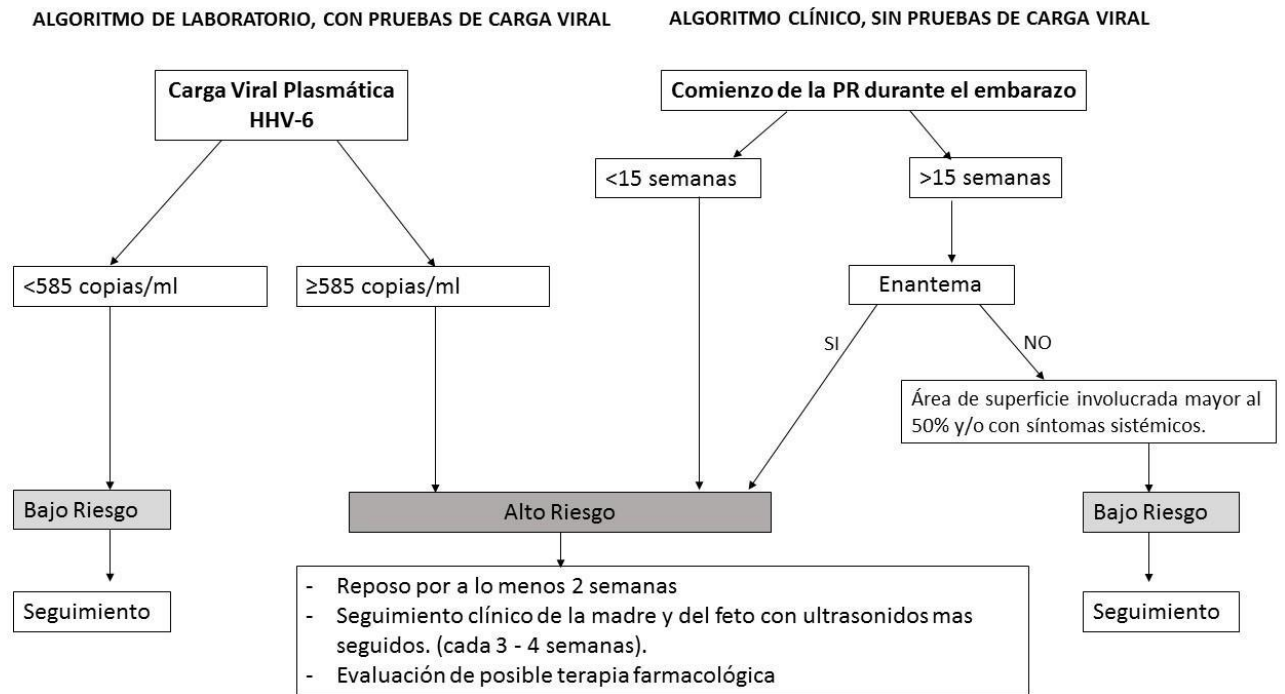 ALGORITMO DE LABORATORIO, CON PRUEBAS DE CARGA VIRAL
Carga Viral Plasmática
HHV-6
<585 copias/ml
≥585 copias/ml
ALGORITMO CLÍNICO, SIN PRUEBAS DE CARGA VIRAL
Comienzo de la PR durante el embarazo
<15 semanas
>15 semanas
Enantema
SI
NO
Área de superficie involucrada mayor al
50% y/o con síntomas sistémicos.
Bajo Riesgo
Alto Riesgo
Bajo Riesgo
Seguimiento
- Reposo por a lo menos 2 semanas
- Seguimiento clínico de la madre y del feto con ultrasonidos mas
seguidos. (cada 3 - 4 semanas).
- Evaluación de posible terapia farmacológica
Seguimiento